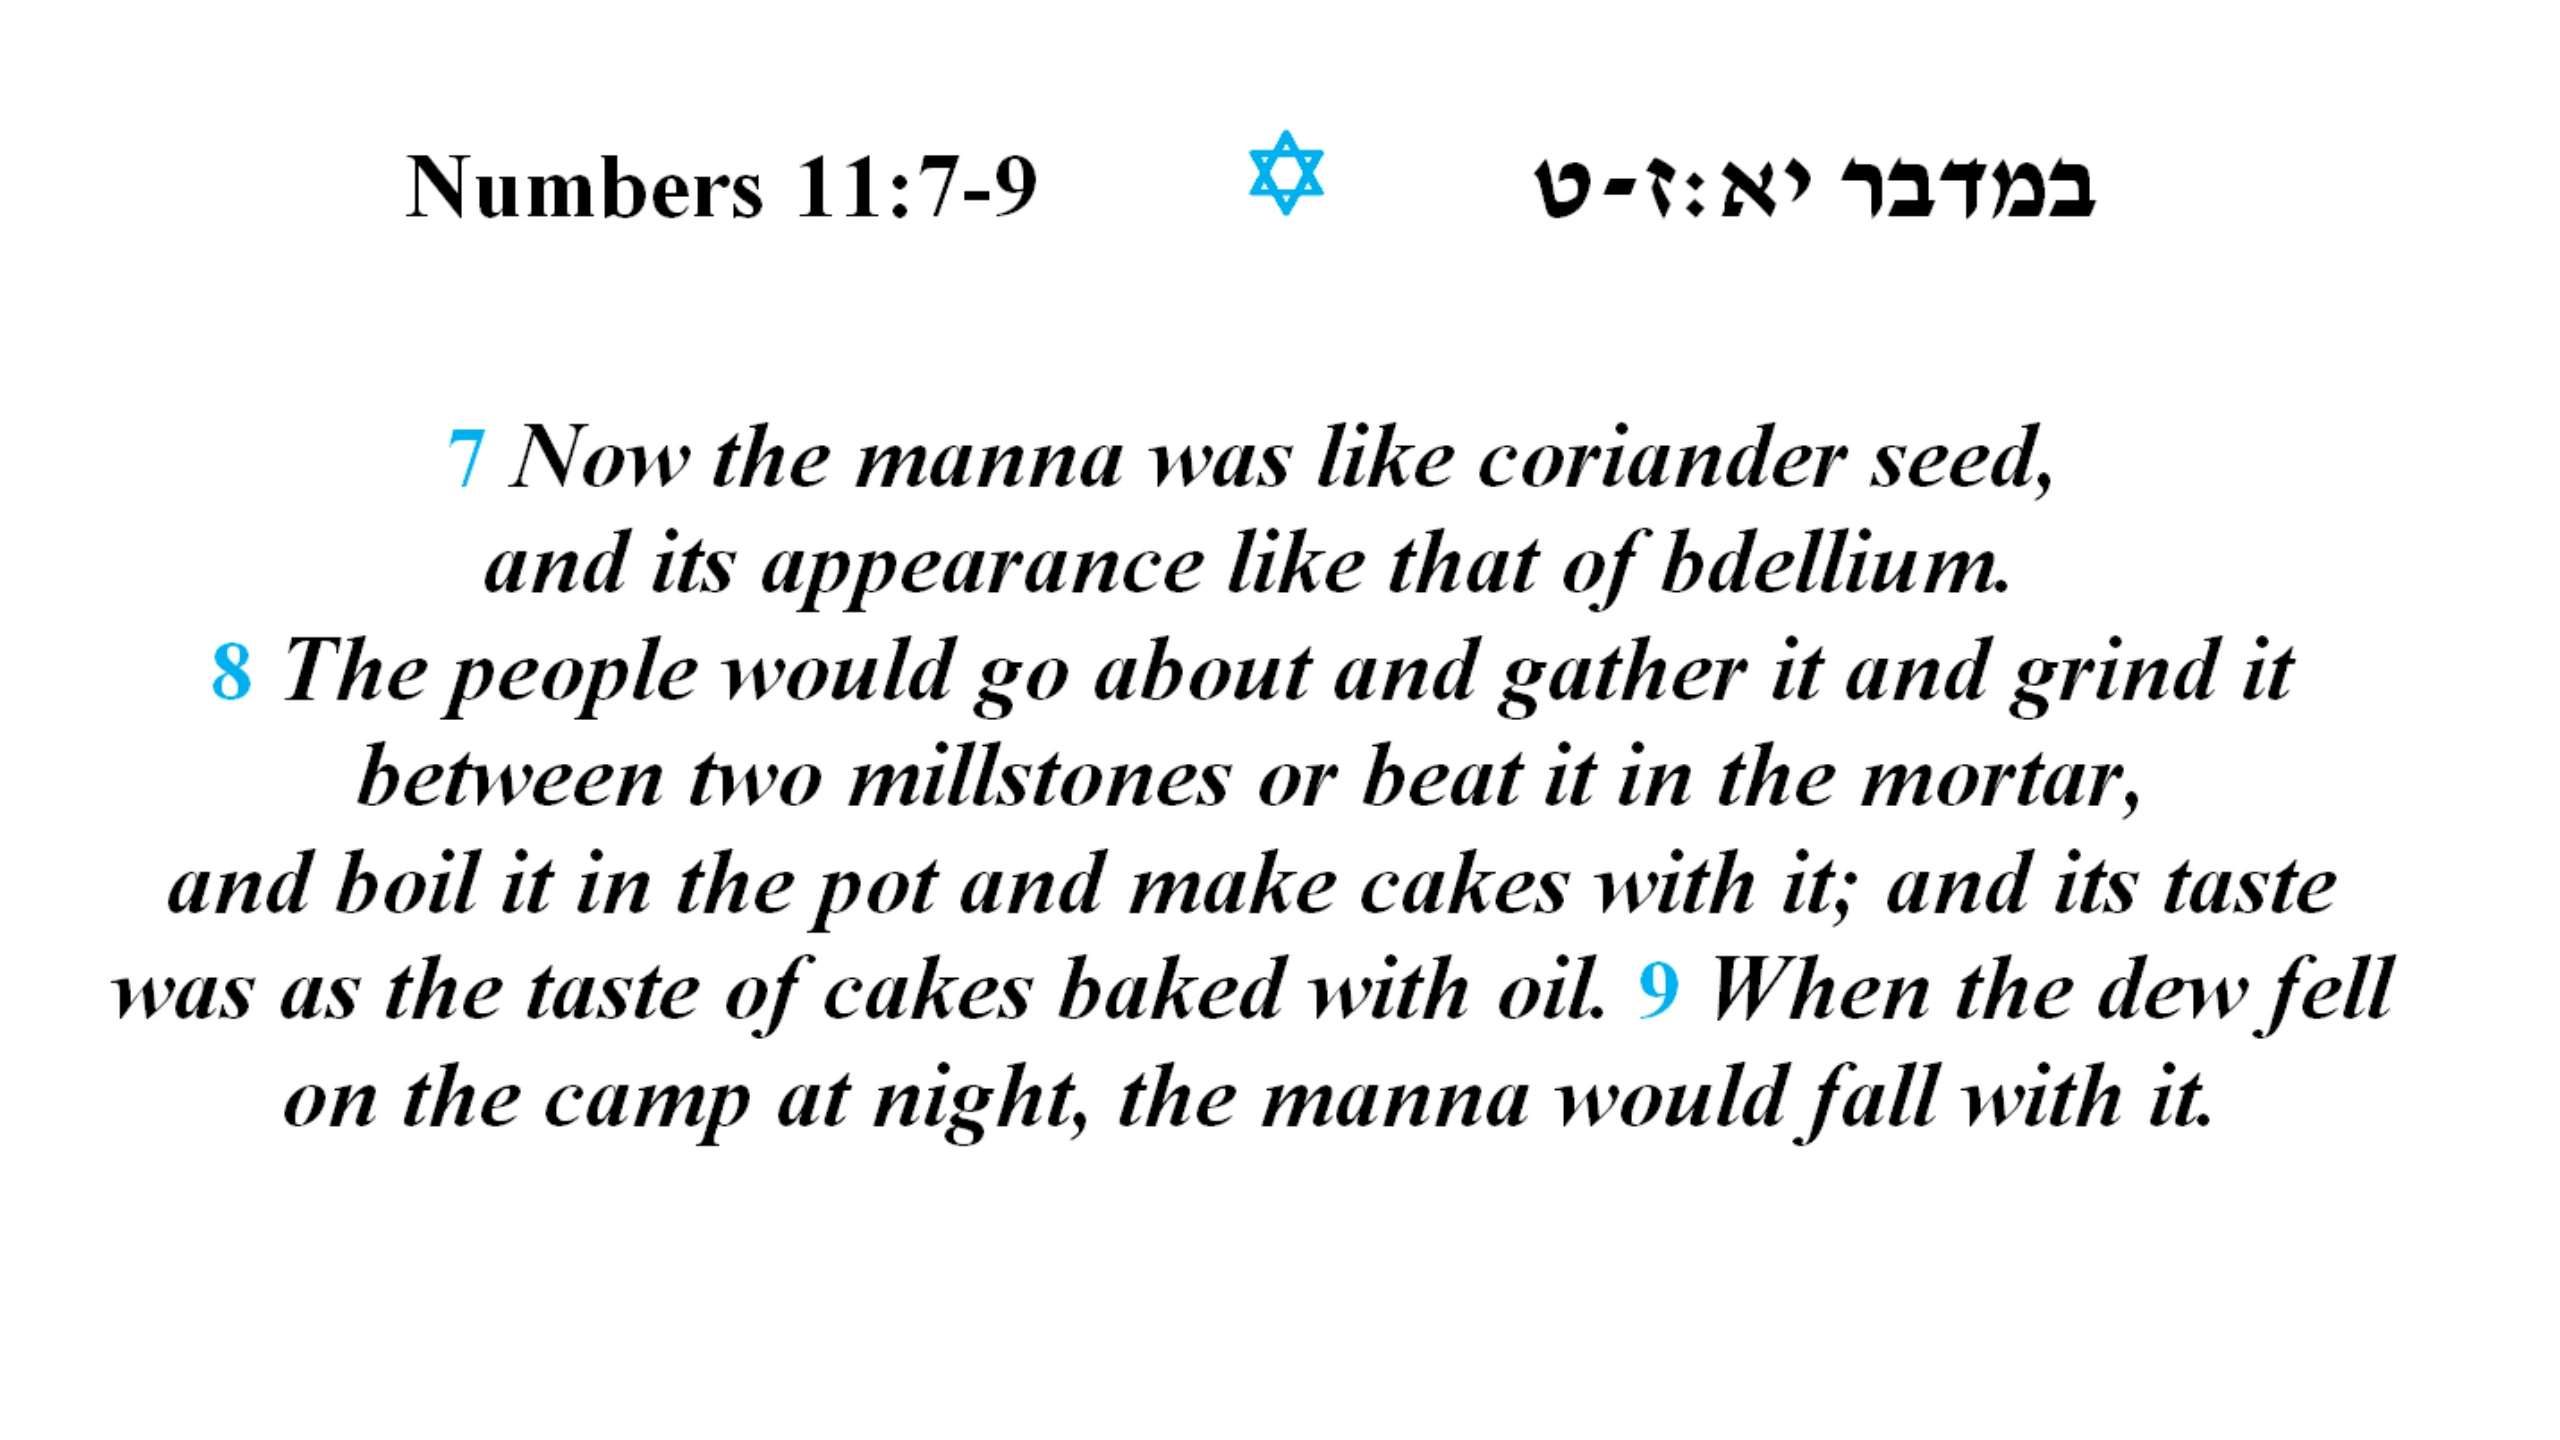 Numbers 11:7-9 ✡ במדבר יא:ז-ט
7 Now the manna was like coriander seed,
and its appearance like that of bdellium.
8 The people would go about and gather it and grind it
between two millstones or beat it in the mortar,
and boil it in the pot and make cakes with it; and its taste
was as the taste of cakes baked with oil. 9 When the dew fell
on the camp at night, the manna would fall with it.